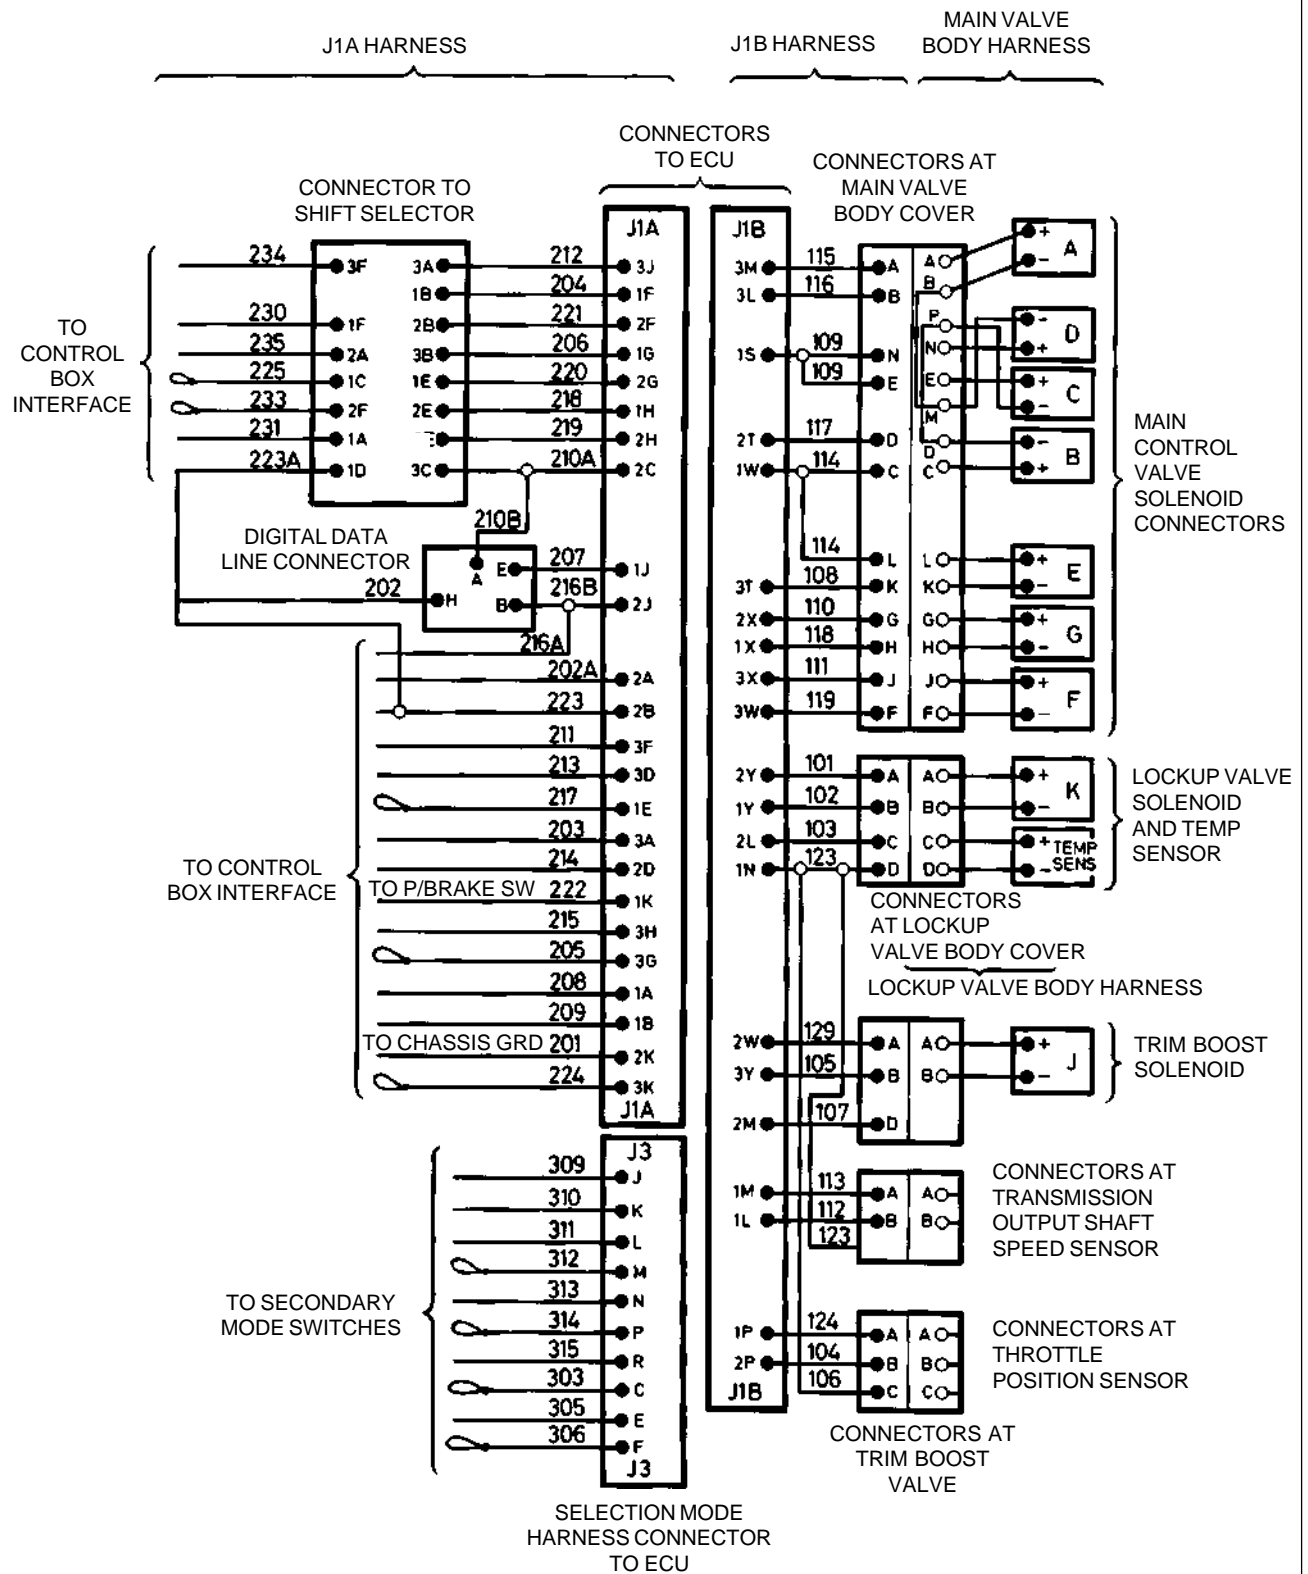 J1A HARNESS
J1B HARNESS
MAIN VALVE
BODY HARNESS
CONNECTORS
TO ECU
CONNECTOR TO
SHIFT SELECTOR
CONNECTORS AT
MAIN VALVE
BODY COVER
TO
CONTROL
BOX
INTERFACE
234 3F 3A 212 3J
1B 204 1F
230 1F 2B 221 2F
235 2A 3B 206 1G
225 1C 1E 220 2G
233 2F 2E 218 1H
231 1A 219 2H
223A 1D 3C 210A 2C
J1A
210B
DIGITAL DATA
LINE CONNECTOR
A E 207 1J
202 H B 216B 2J
216A
202A 2A
223 2B
211 3F
213 3D
217 1E
203 3A
214 2D
TO CONTROL
BOX INTERFACE
TO P/BRAKE SW 222 1K
215 3H
205 3G
208 1A
209 1B
TO CHASSIS GRD 201 2K
224 3K
J1A
J3
309 J
310 K
311 L
312 M
313 N
314 P
315 R
303 C
305 E
306 F
J3
TO SECONDARY
MODE SWITCHES
SELECTION MODE
HARNESS CONNECTOR
TO ECU
J1B
3M 115 A A + A
3L 116 B B -
P - D
1S 109 N N +
109 E E + C
M -
2T 117 D D - B
1W 114 C C +
114 L L + E
3T 108 K K -
2X 110 G G + G
1X 118 H H -
3X 111 J J + F
3W 119 F F -
MAIN
CONTROL
VALVE
SOLENOID
CONNECTORS
2Y 101 A A + K
1Y 102 B B -
2L 103 C C + TEMP
1N 123 D D - SENS
LOCKUP VALVE
SOLENOID
AND TEMP
SENSOR
CONNECTORS
AT LOCKUP
VALVE BODY COVER
LOCKUP VALVE BODY HARNESS
2W 129 A A + J
3Y 105 B B -
2M 107 D
TRIM BOOST
SOLENOID
1M 113 A A
1L 112 B B
123
CONNECTORS AT
TRANSMISSION
OUTPUT SHAFT
SPEED SENSOR
1P 124 A A
2P 104 B B
106 C C
J1B
CONNECTORS AT
THROTTLE
POSITION SENSOR
CONNECTORS AT
TRIM BOOST
VALVE